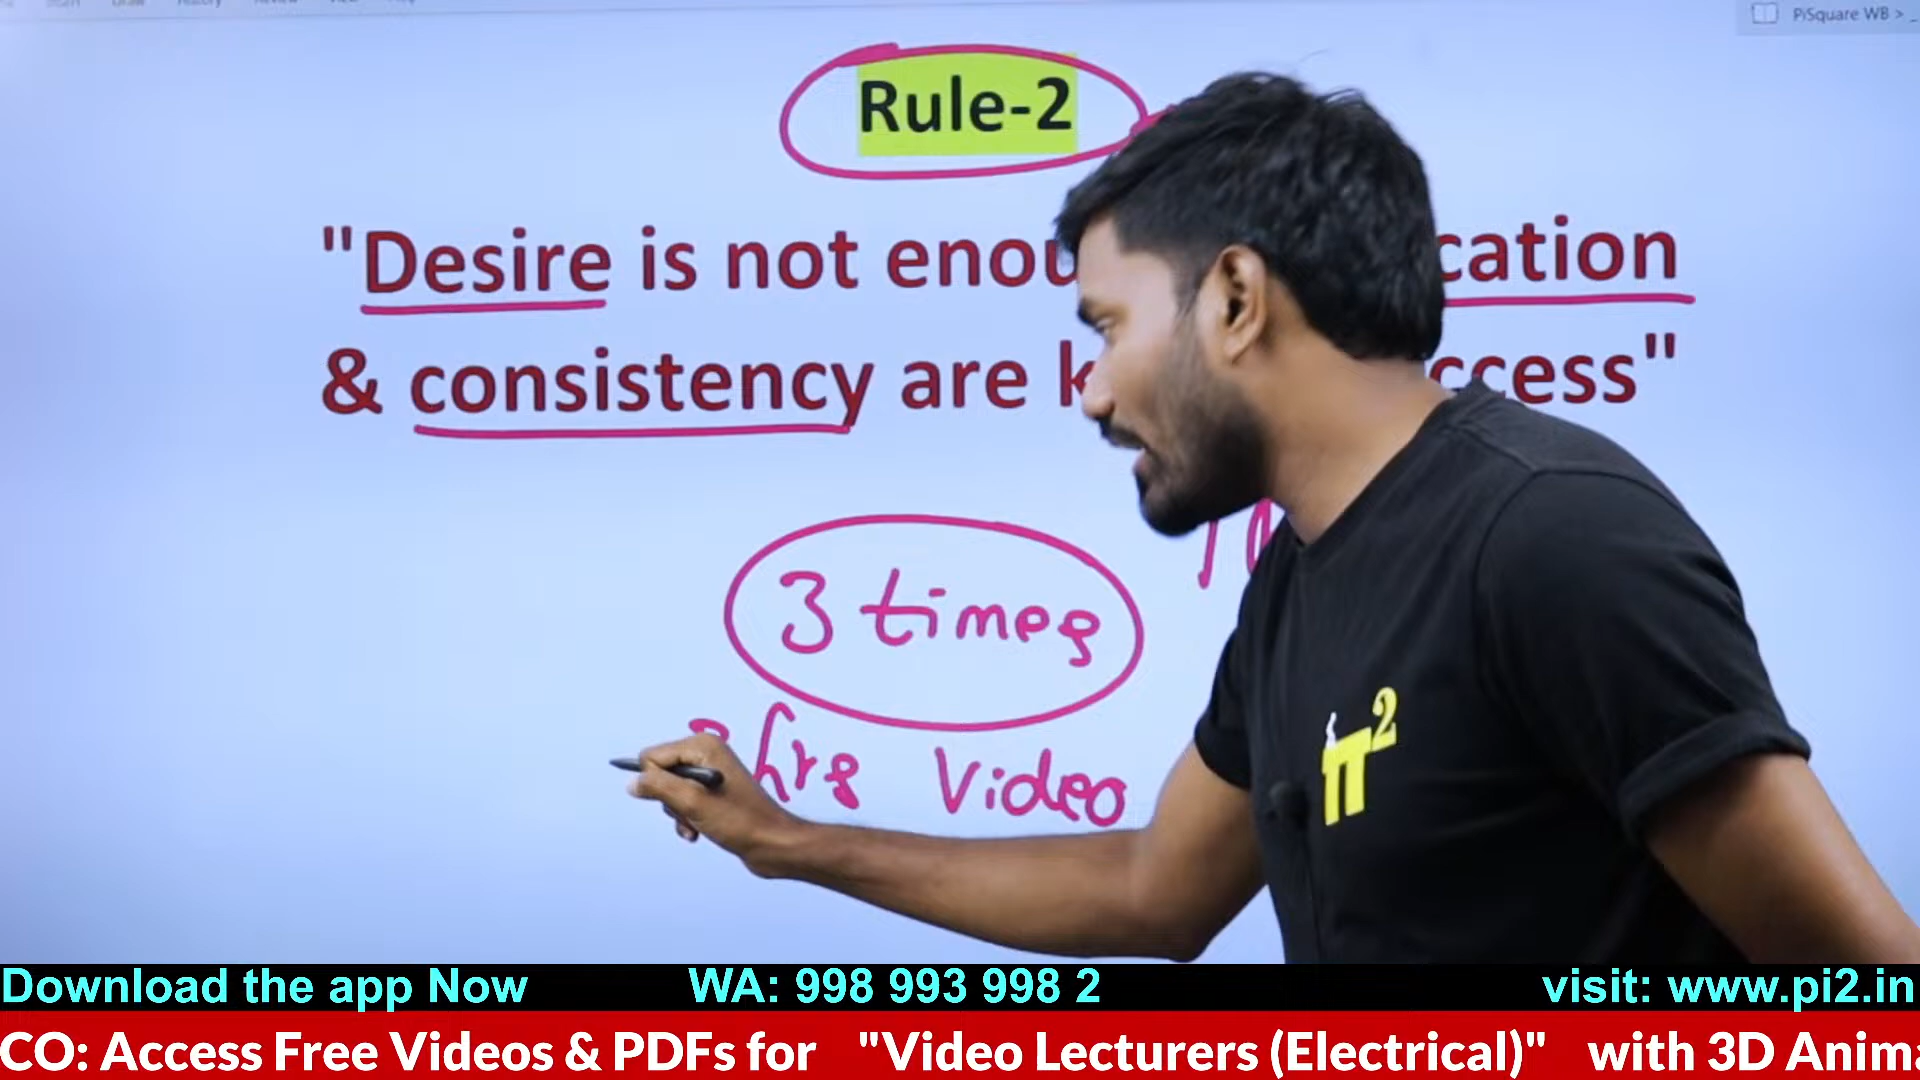 PiSquare WB >
Rule-2
"Desire is not enou cation
& consistency are k ccess"
3 times
hrs Video
π2
Download the app Now WA: 998 993 998 2 visit: www.pi2.in
CO: Access Free Videos & PDFs for "Video Lecturers (Electrical)" with 3D Anima